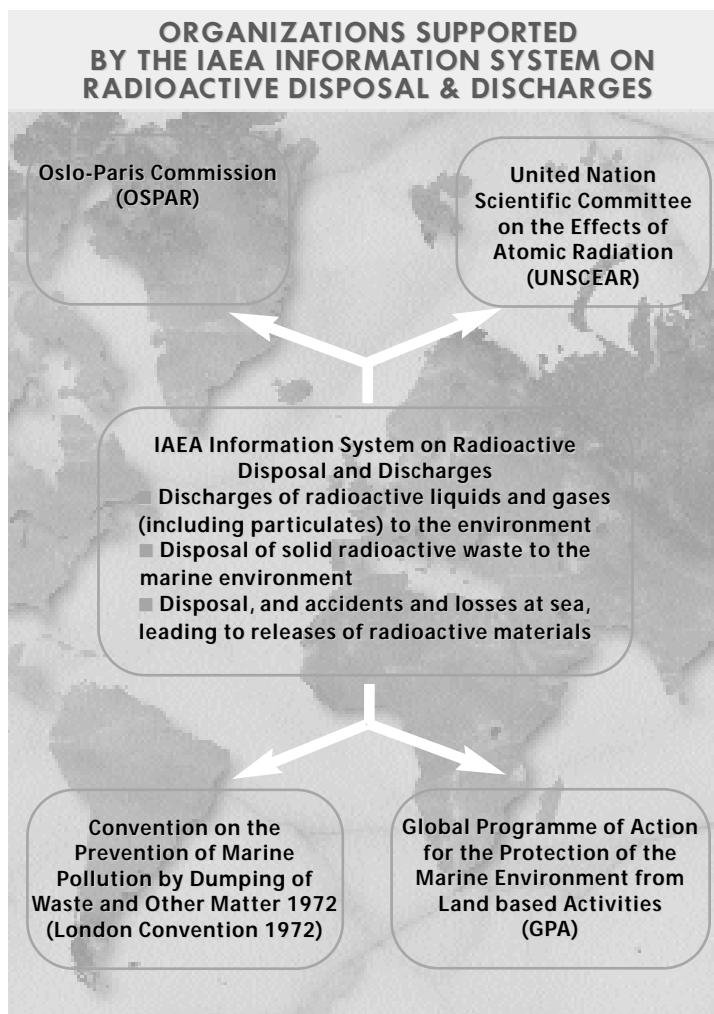 ORGANIZATIONS SUPPORTED
BY THE IAEA INFORMATION SYSTEM ON
RADIOACTIVE DISPOSAL & DISCHARGES
Oslo-Paris Commission
(OSPAR)
United Nation
Scientific Committee
on the Effects of
Atomic Radiation
(UNSCEAR)
IAEA Information System on Radioactive
Disposal and Discharges
■ Discharges of radioactive liquids and gases
(including particulates) to the environment
■ Disposal of solid radioactive waste to the
marine environment
■ Disposal, and accidents and losses at sea,
leading to releases of radioactive materials
Convention on the
Prevention of Marine
Pollution by Dumping of
Waste and Other Matter 1972
(London Convention 1972)
Global Programme of Action
for the Protection of the
Marine Environment from
Land based Activities
(GPA)